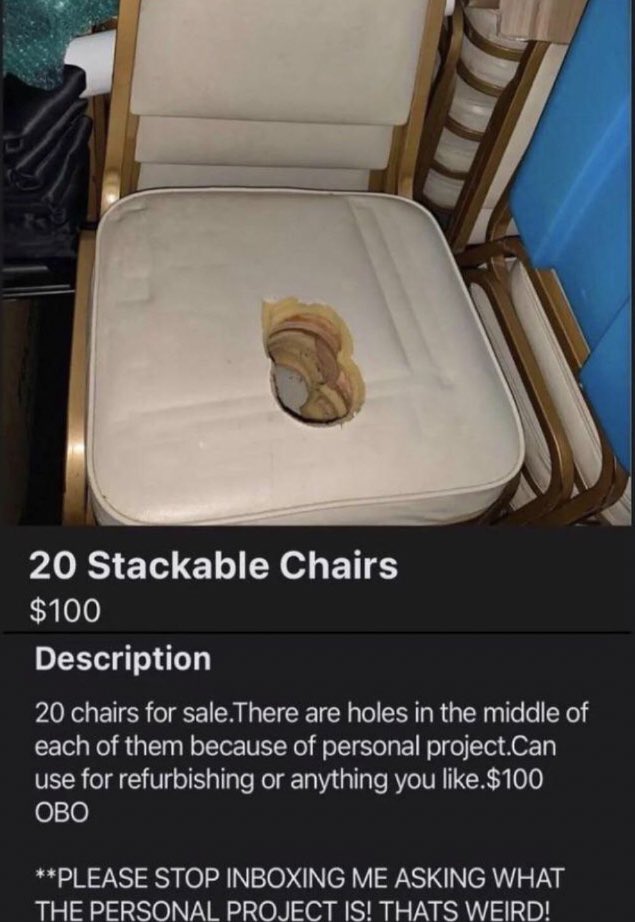 20 Stackable Chairs
$100
Description
20 chairs for sale.There are holes in the middle of
each of them because of personal project.Can
use for refurbishing or anything you like.$100
OBO
**PLEASE STOP INBOXING ME ASKING WHAT
THE PERSONAL PROJECT IS! THATS WEIRD!